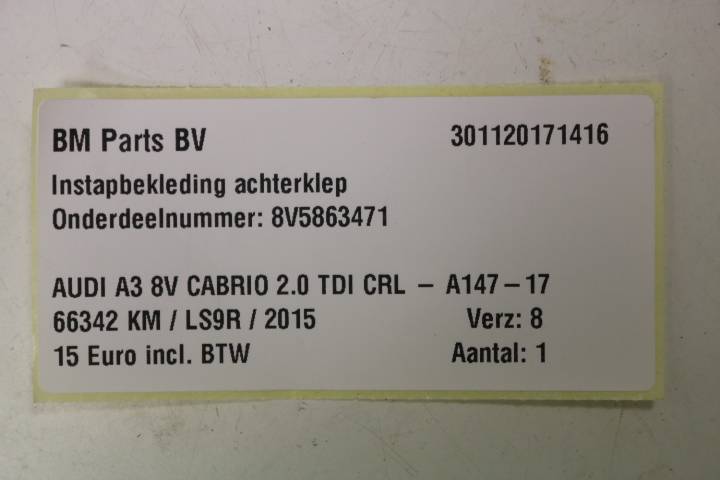 BM Parts BV 301120171416
Instapbekleding achterklep
Onderdeelnummer: 8V5863471
AUDI A3 8V CABRIO 2.0 TDI CRL – A147–17
66342 KM / LS9R / 2015 Verz: 8
15 Euro incl. BTW Aantal: 1